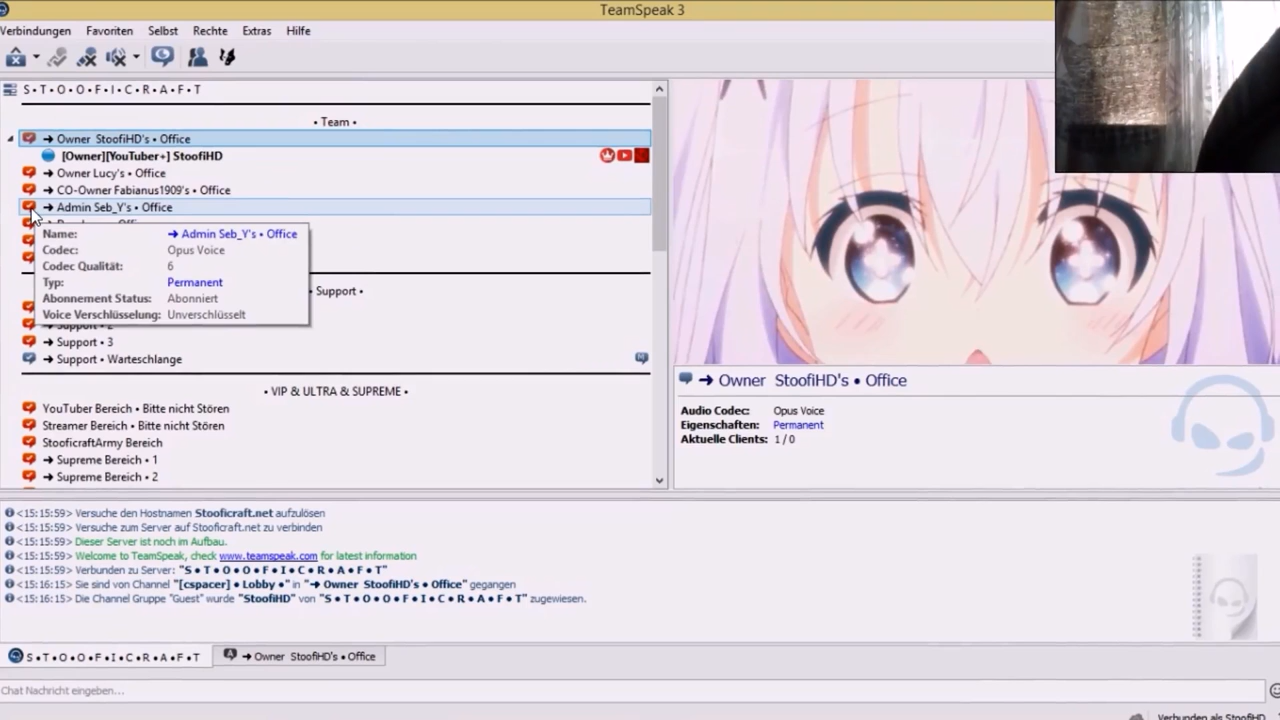 TeamSpeak 3
Verbindungen Favoriten Selbst Rechte Extras Hilfe
S•T•O•O•F•I•C•R•A•F•T
• Team •
➔ Owner StoofiHD's • Office
[Owner][YouTuber+] StoofiHD
➔ Owner Lucy's • Office
➔ CO-Owner Fabianus1909's • Office
➔ Admin Seb_Y's • Office
Name: ➔ Admin Seb_Y's • Office
Codec: Opus Voice
Codec Qualität: 6
Typ: Permanent
Abonnement Status: Abonniert
Voice Verschlüsselung: Unverschlüsselt
Support •
➔ Support • 2
➔ Support • 3
➔ Support • Warteschlange
• VIP & ULTRA & SUPREME •
YouTuber Bereich • Bitte nicht Stören
Streamer Bereich • Bitte nicht Stören
StooficraftArmy Bereich
➔ Supreme Bereich • 1
➔ Supreme Bereich • 2
➔ Owner StoofiHD's • Office
Audio Codec: Opus Voice
Eigenschaften: Permanent
Aktuelle Clients: 1 / 0
<15:15:59> Versuche den Hostnamen Stooficraft.net aufzulösen
<15:15:59> Versuche zum Server auf Stooficraft.net zu verbinden
<15:15:59> Dieser Server ist noch im Aufbau.
<15:15:59> Welcome to TeamSpeak, check www.teamspeak.com for latest information
<15:15:59> Verbunden zu Server: "S • T • O • O • F • I • C • R • A • F • T"
<15:16:15> Sie sind von Channel "[cspacer] • Lobby •" in "➔ Owner StoofiHD's • Office" gegangen
<15:16:15> Die Channel Gruppe "Guest" wurde "StoofiHD" von "S • T • O • O • F • I • C • R • A • F • T" zugewiesen.
S•T•O•O•F•I•C•R•A•F•T
➔ Owner StoofiHD's • Office
Chat Nachricht eingeben...
Verbunden als StoofiHD